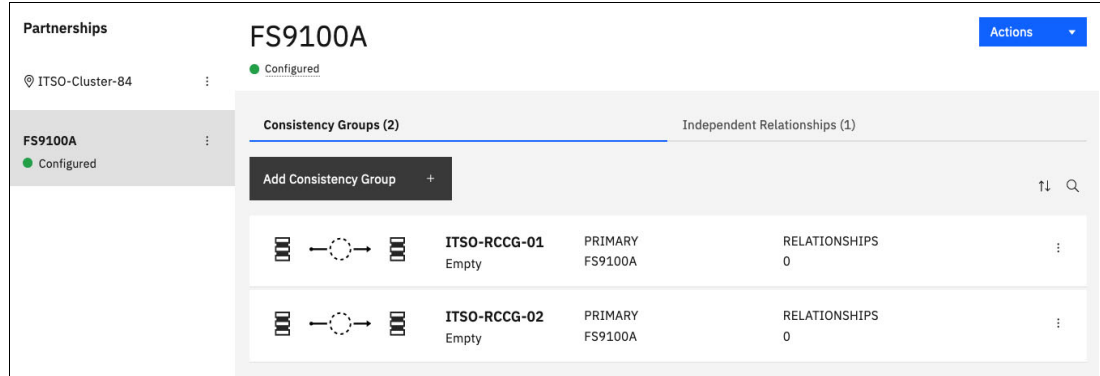 Partnerships
ITSO-Cluster-84
FS9100A
Configured
FS9100A
Configured
Actions
Consistency Groups (2)
Independent Relationships (1)
Add Consistency Group +
ITSO-RCCG-01
Empty
PRIMARY
FS9100A
RELATIONSHIPS
0
ITSO-RCCG-02
Empty
PRIMARY
FS9100A
RELATIONSHIPS
0